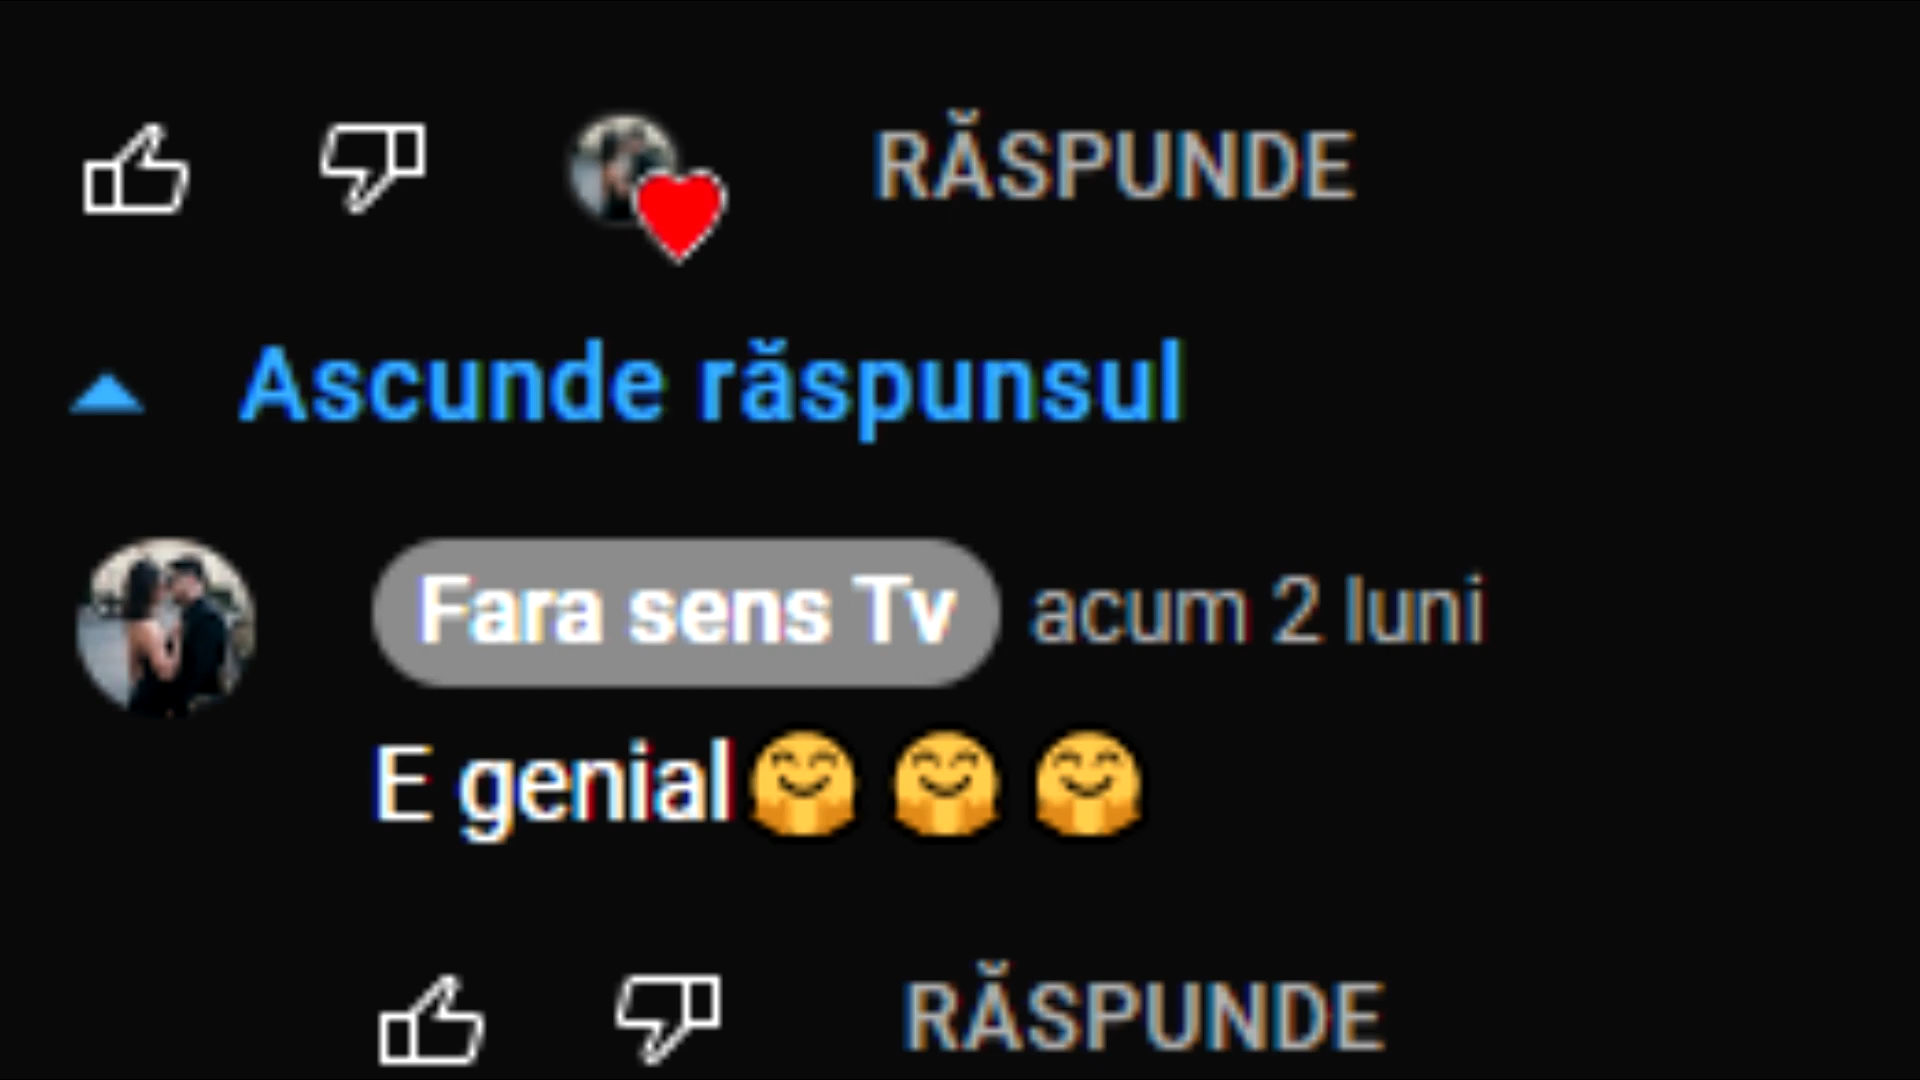 RĂSPUNDE
Ascunde răspunsul
Fara sens Tv acum 2 luni
E genial🤗🤗🤗
RĂSPUNDE